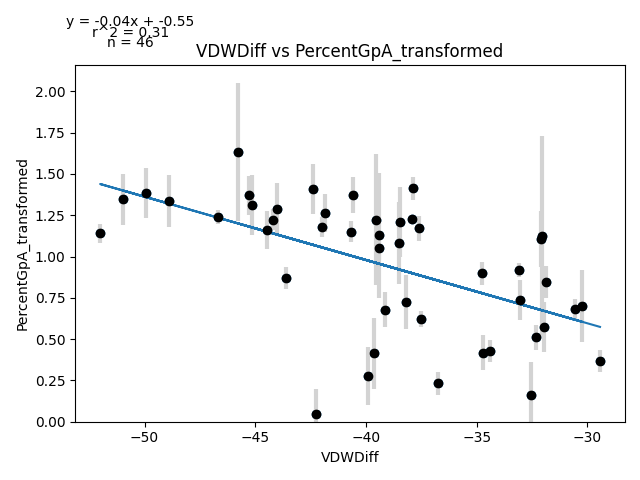 y = -0.04x + -0.55
r^2 = 0.31
n = 46
VDWDiff vs PercentGpA_transformed
PercentGpA_transformed
2.00
1.75
1.50
1.25
1.00
0.75
0.50
0.25
0.00
−50
−45
−40
−35
−30
VDWDiff